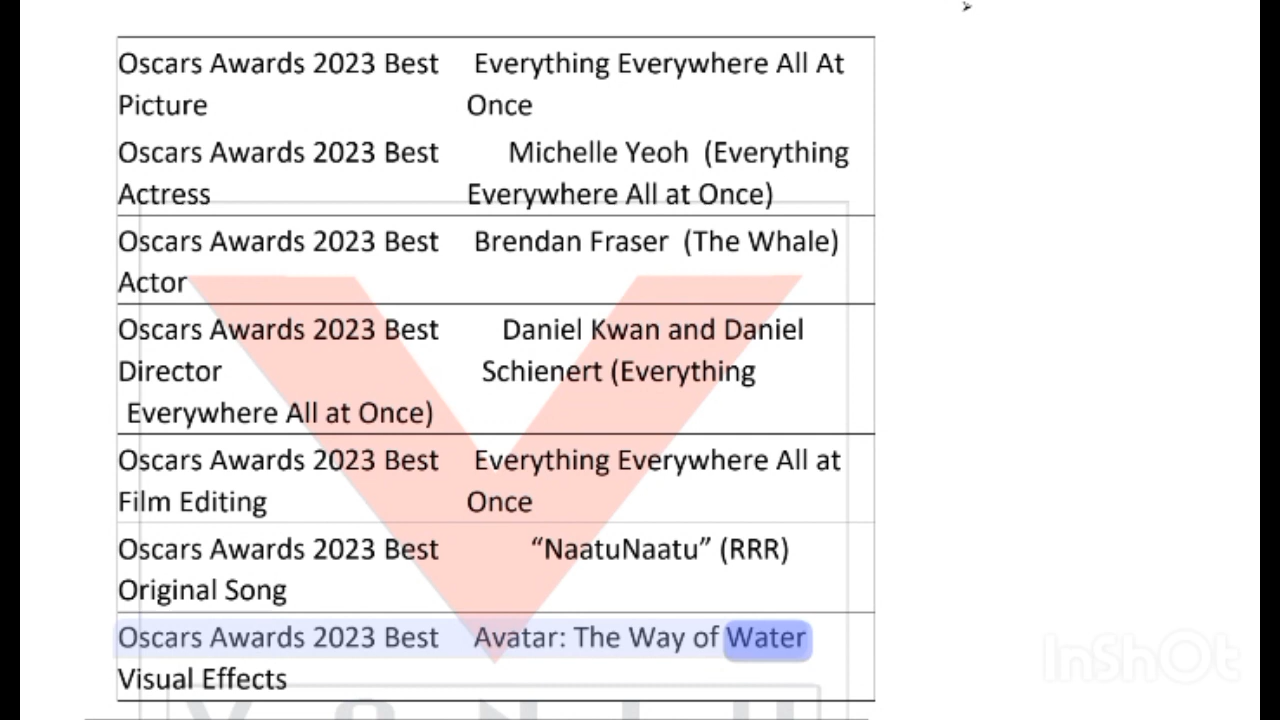 Oscars Awards 2023 Best Everything Everywhere All At
Picture Once
Oscars Awards 2023 Best Michelle Yeoh (Everything
Actress Everywhere All at Once)
Oscars Awards 2023 Best Brendan Fraser (The Whale)
Actor
Oscars Awards 2023 Best Daniel Kwan and Daniel
Director Schienert (Everything
Everywhere All at Once)
Oscars Awards 2023 Best Everything Everywhere All at
Film Editing Once
Oscars Awards 2023 Best “NaatuNaatu” (RRR)
Original Song
Oscars Awards 2023 Best Avatar: The Way of Water
Visual Effects
InShOt